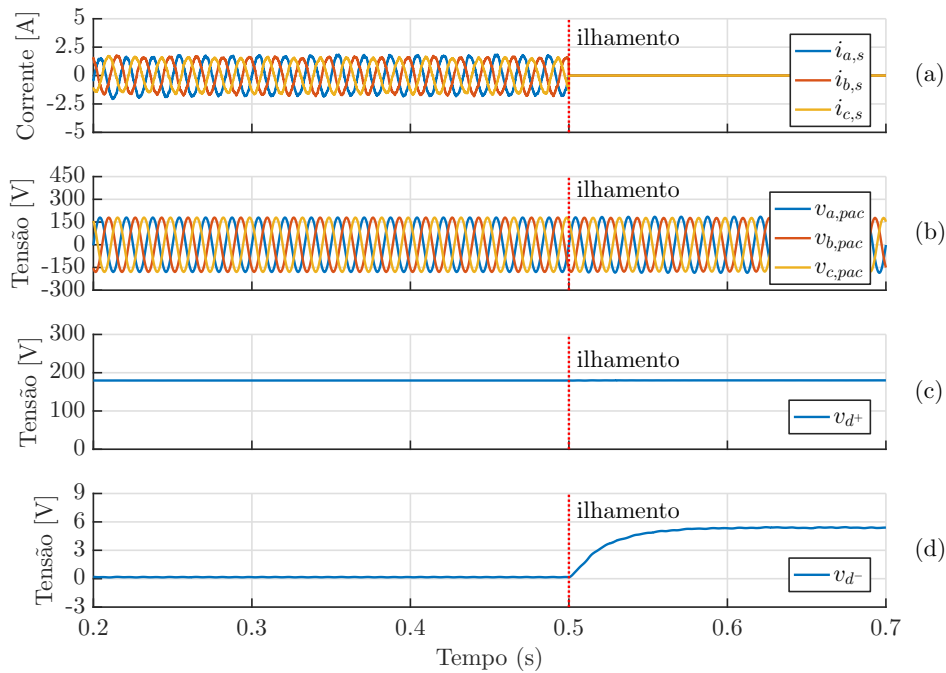 Corrente [A]
5
2.5
0
-2.5
-5
ilhamento
i_{a,s}
i_{b,s}
i_{c,s}
(a)
Tensão [V]
450
300
150
0
-150
-300
ilhamento
v_{a,pac}
v_{b,pac}
v_{c,pac}
(b)
Tensão [V]
300
200
100
0
ilhamento
v_{d^+}
(c)
Tensão [V]
9
6
3
0
-3
ilhamento
v_{d^-}
(d)
0.2 0.3 0.4 0.5 0.6 0.7
Tempo (s)